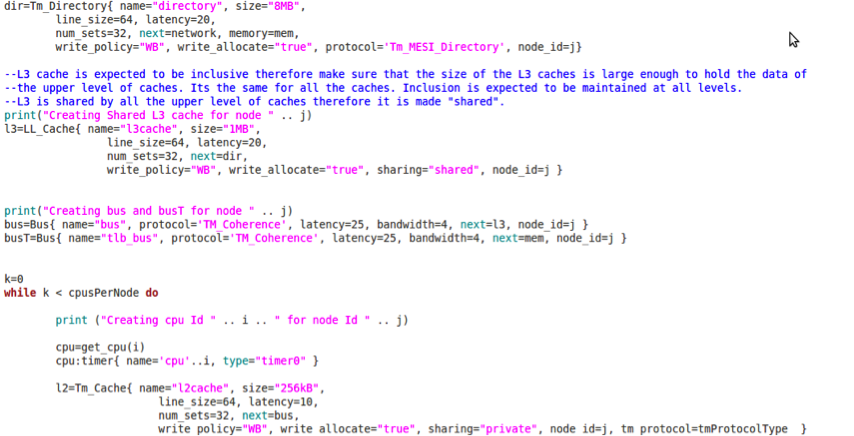 dir=Tm_Directory{ name="directory", size="8MB",
line_size=64, latency=20,
num_sets=32, next=network, memory=mem,
write_policy="WB", write_allocate="true", protocol='Tm_MESI_Directory', node_id=j}
--L3 cache is expected to be inclusive therefore make sure that the size of the L3 caches is large enough to hold the data of
--the upper level of caches. Its the same for all the caches. Inclusion is expected to be maintained at all levels.
--L3 is shared by all the upper level of caches therefore it is made "shared".
print("Creating Shared L3 cache for node " .. j)
l3=LL_Cache{ name="l3cache", size="1MB",
line_size=64, latency=20,
num_sets=32, next=dir,
write_policy="WB", write_allocate="true", sharing="shared", node_id=j }
print("Creating bus and busT for node " .. j)
bus=Bus{ name="bus", protocol='TM_Coherence', latency=25, bandwidth=4, next=l3, node_id=j }
busT=Bus{ name="tlb_bus", protocol='TM_Coherence', latency=25, bandwidth=4, next=mem, node_id=j }
k=0
while k < cpusPerNode do
print ("Creating cpu Id " .. i .. " for node Id " .. j)
cpu=get_cpu(i)
cpu:timer{ name='cpu'..i, type="timer0" }
l2=Tm_Cache{ name="l2cache", size="256kB",
line_size=64, latency=10,
num_sets=32, next=bus,
write_policy="WB", write_allocate="true", sharing="private", node_id=j, tm_protocol=tmProtocolType }